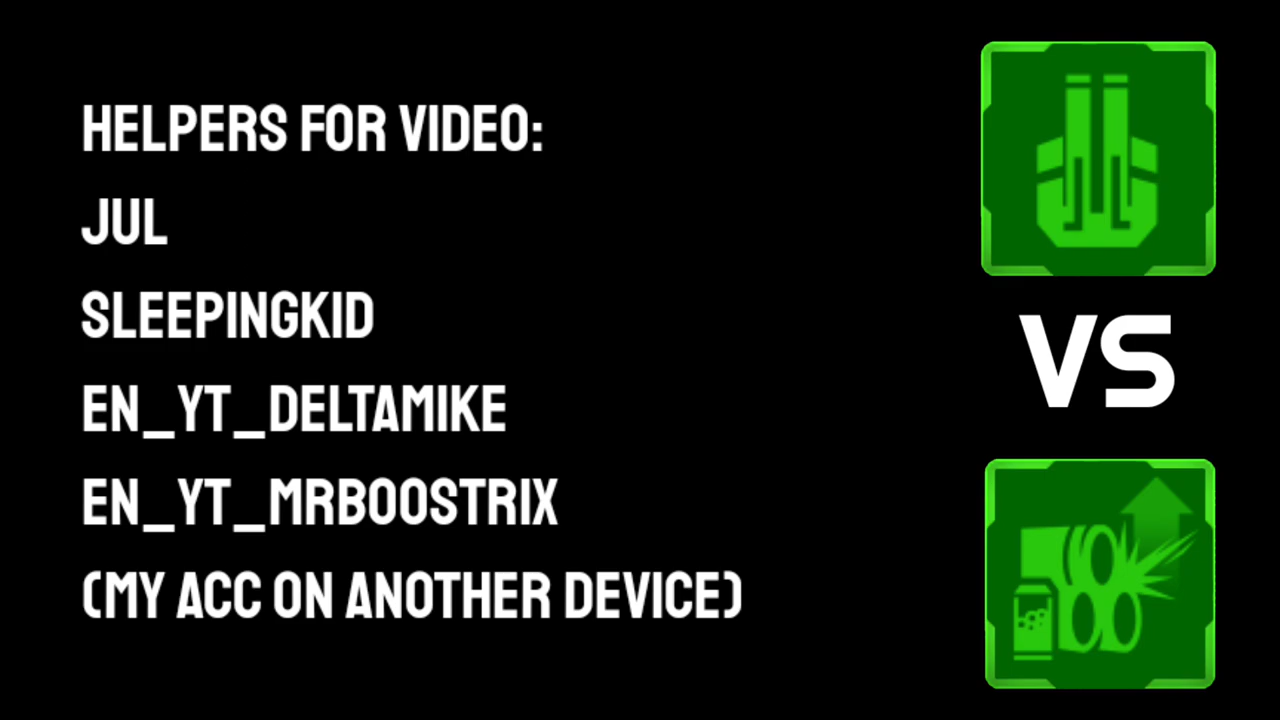 HELPERS FOR VIDEO:
JUL
SLEEPINGKID
EN_YT_DELTAMIKE
EN_YT_MRBOOSTRIX
(MY ACC ON ANOTHER DEVICE)
VS